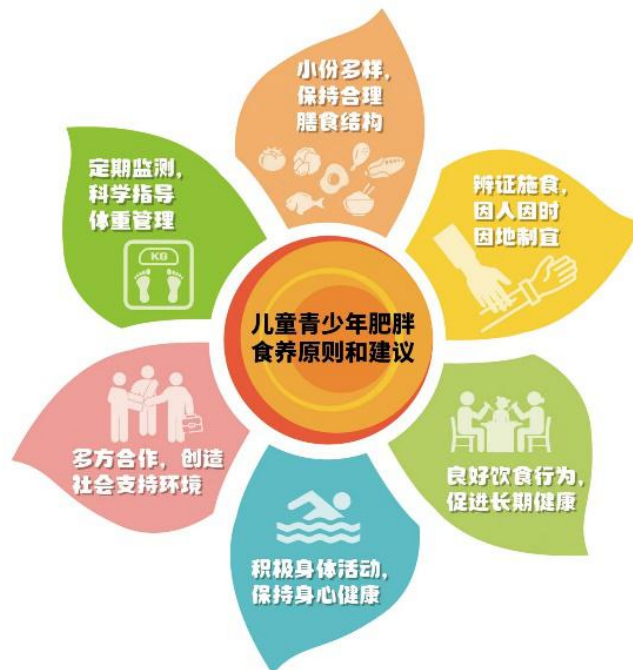 儿童青少年肥胖
食养原则和建议
小份多样，
保持合理
膳食结构
辨证施食，
因人因时
因地制宜
良好饮食行为，
促进长期健康
积极身体活动，
保持身心健康
多方合作，创造
社会支持环境
定期监测，
科学指导
体重管理
KG